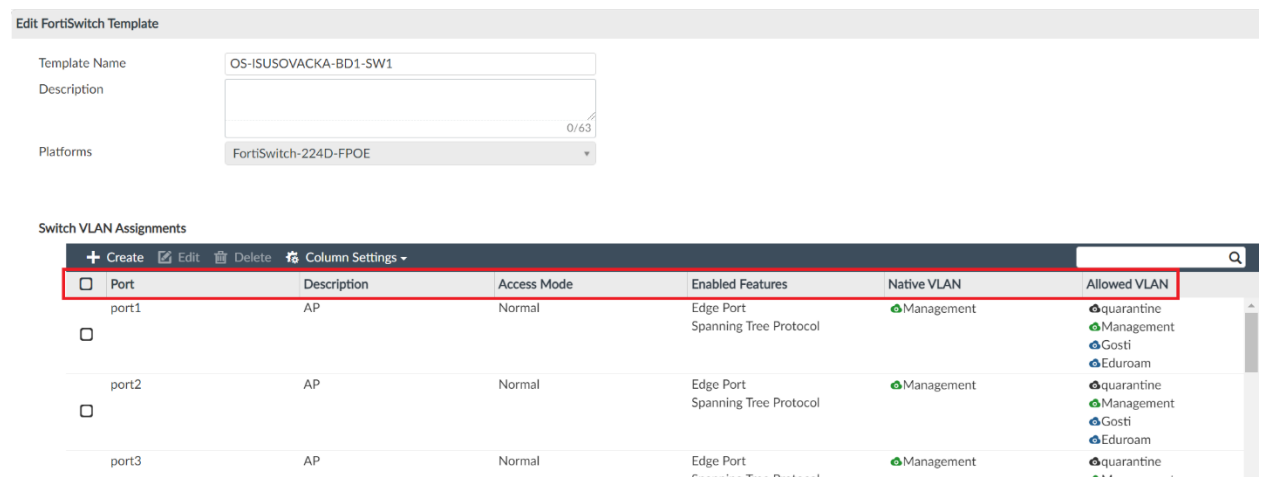 Edit FortiSwitch Template
Template Name OS-ISUSOVACKA-BD1-SW1
Description
0/63
Platforms FortiSwitch-224D-FPOE
Switch VLAN Assignments
Create Edit Delete Column Settings
Port Description Access Mode Enabled Features Native VLAN Allowed VLAN
port1 AP Normal Edge Port Management quarantine
Spanning Tree Protocol Management
Gosti
Eduroam
port2 AP Normal Edge Port Management quarantine
Spanning Tree Protocol Management
Gosti
Eduroam
port3 AP Normal Edge Port Management quarantine